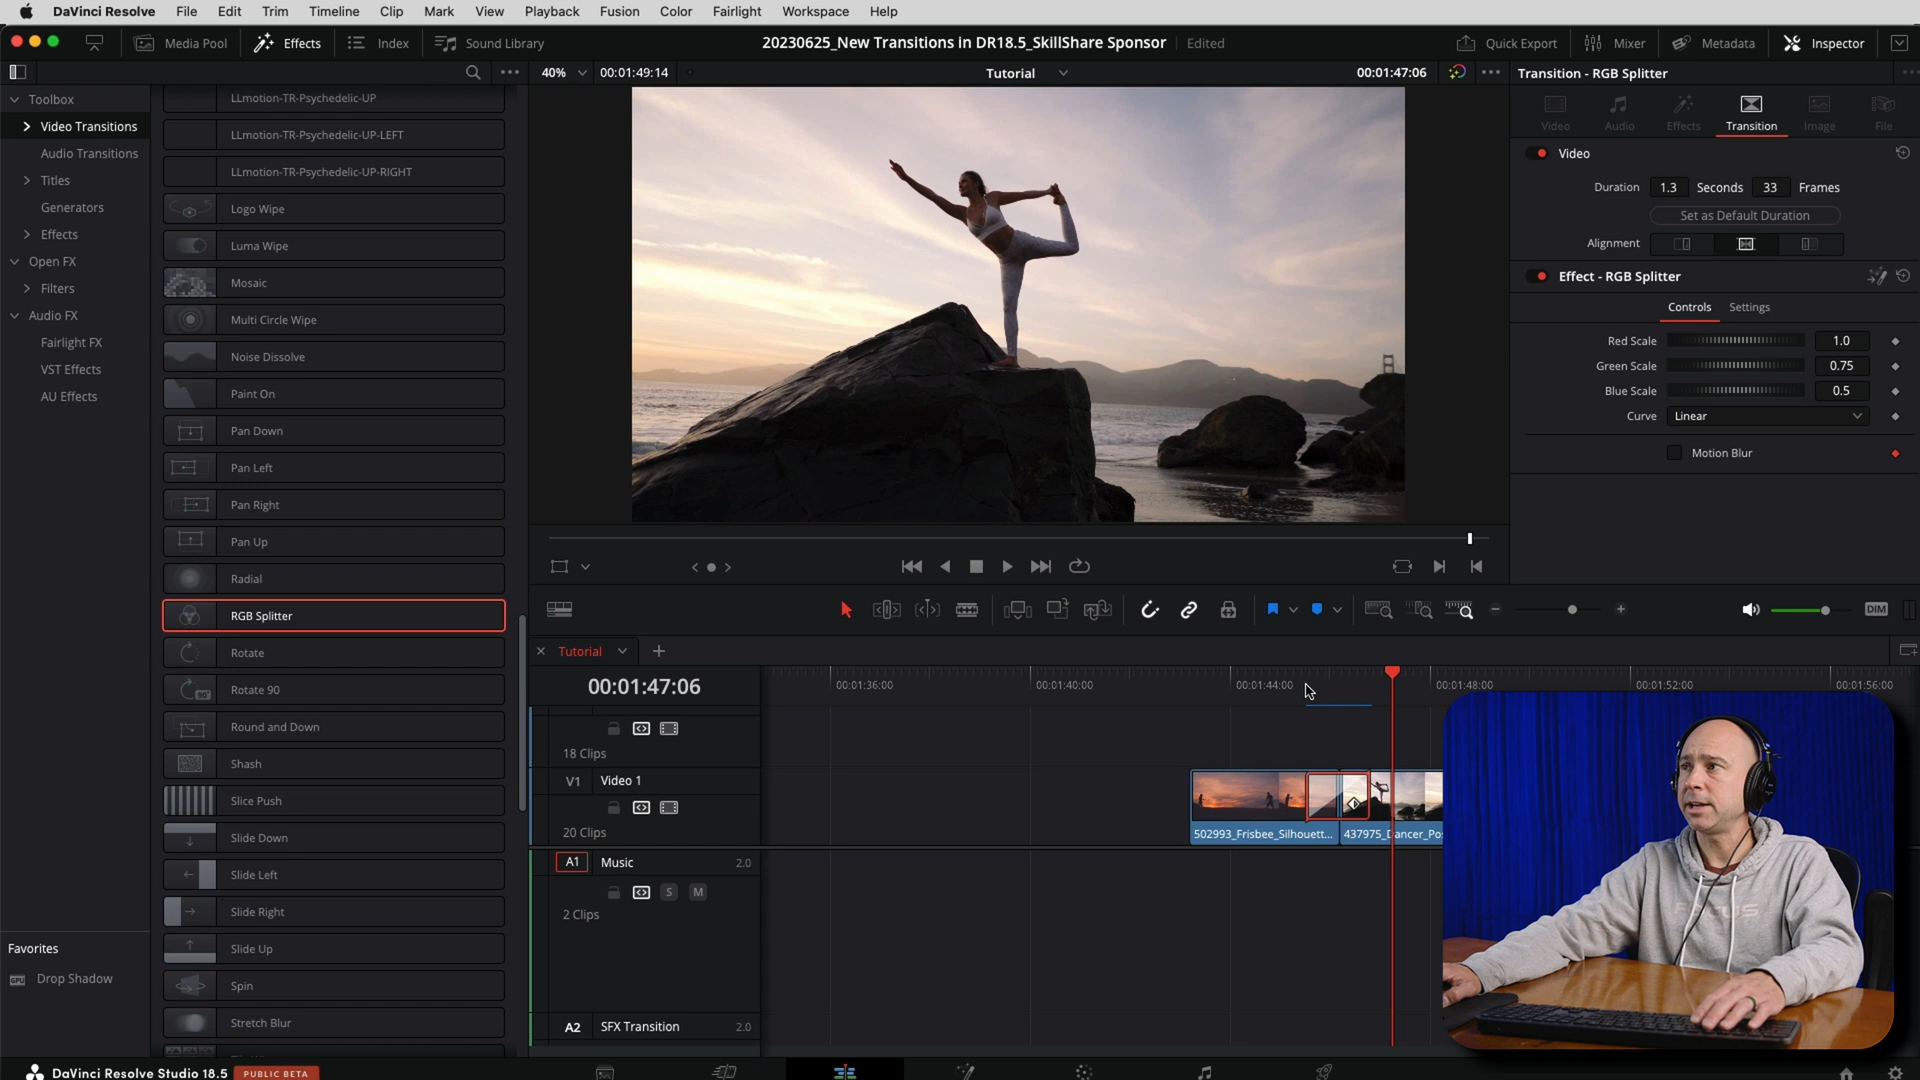 DaVinci Resolve File Edit Trim Timeline Clip Mark View Playback Fusion Color Fairlight Workspace Help
Media Pool Effects Index Sound Library 20230625_New Transitions in DR18.5_SkillShare Sponsor Edited Quick Export Mixer Metadata Inspector
40% 00:01:49:14 Tutorial 00:01:47:06 Transition - RGB Splitter
Toolbox
Video Transitions
Audio Transitions
Titles
Generators
Effects
Open FX
Filters
Audio FX
Fairlight FX
VST Effects
AU Effects
Favorites
Drop Shadow
LLmotion-TR-Psychedelic-UP
LLmotion-TR-Psychedelic-UP-LEFT
LLmotion-TR-Psychedelic-UP-RIGHT
Logo Wipe
Luma Wipe
Mosaic
Multi Circle Wipe
Noise Dissolve
Paint On
Pan Down
Pan Left
Pan Right
Pan Up
Radial
RGB Splitter
Rotate
Rotate 90
Round and Down
Shash
Slice Push
Slide Down
Slide Left
Slide Right
Slide Up
Spin
Stretch Blur
Video Audio Effects Transition Image File
Video
Duration 1.3 Seconds 33 Frames
Set as Default Duration
Alignment
Effect - RGB Splitter
Controls Settings
Red Scale 1.0
Green Scale 0.75
Blue Scale 0.5
Curve Linear
Motion Blur
DIM
Tutorial
00:01:47:06 00:01:36:00 00:01:40:00 00:01:44:00 00:01:48:00 00:01:52:00 00:01:56:00
18 Clips
V1 Video 1
20 Clips
502993_Frisbee_Silhouett... 437975_Dancer_Po
A1 Music 2.0
S M
2 Clips
A2 SFX Transition 2.0
DaVinci Resolve Studio 18.5 PUBLIC BETA